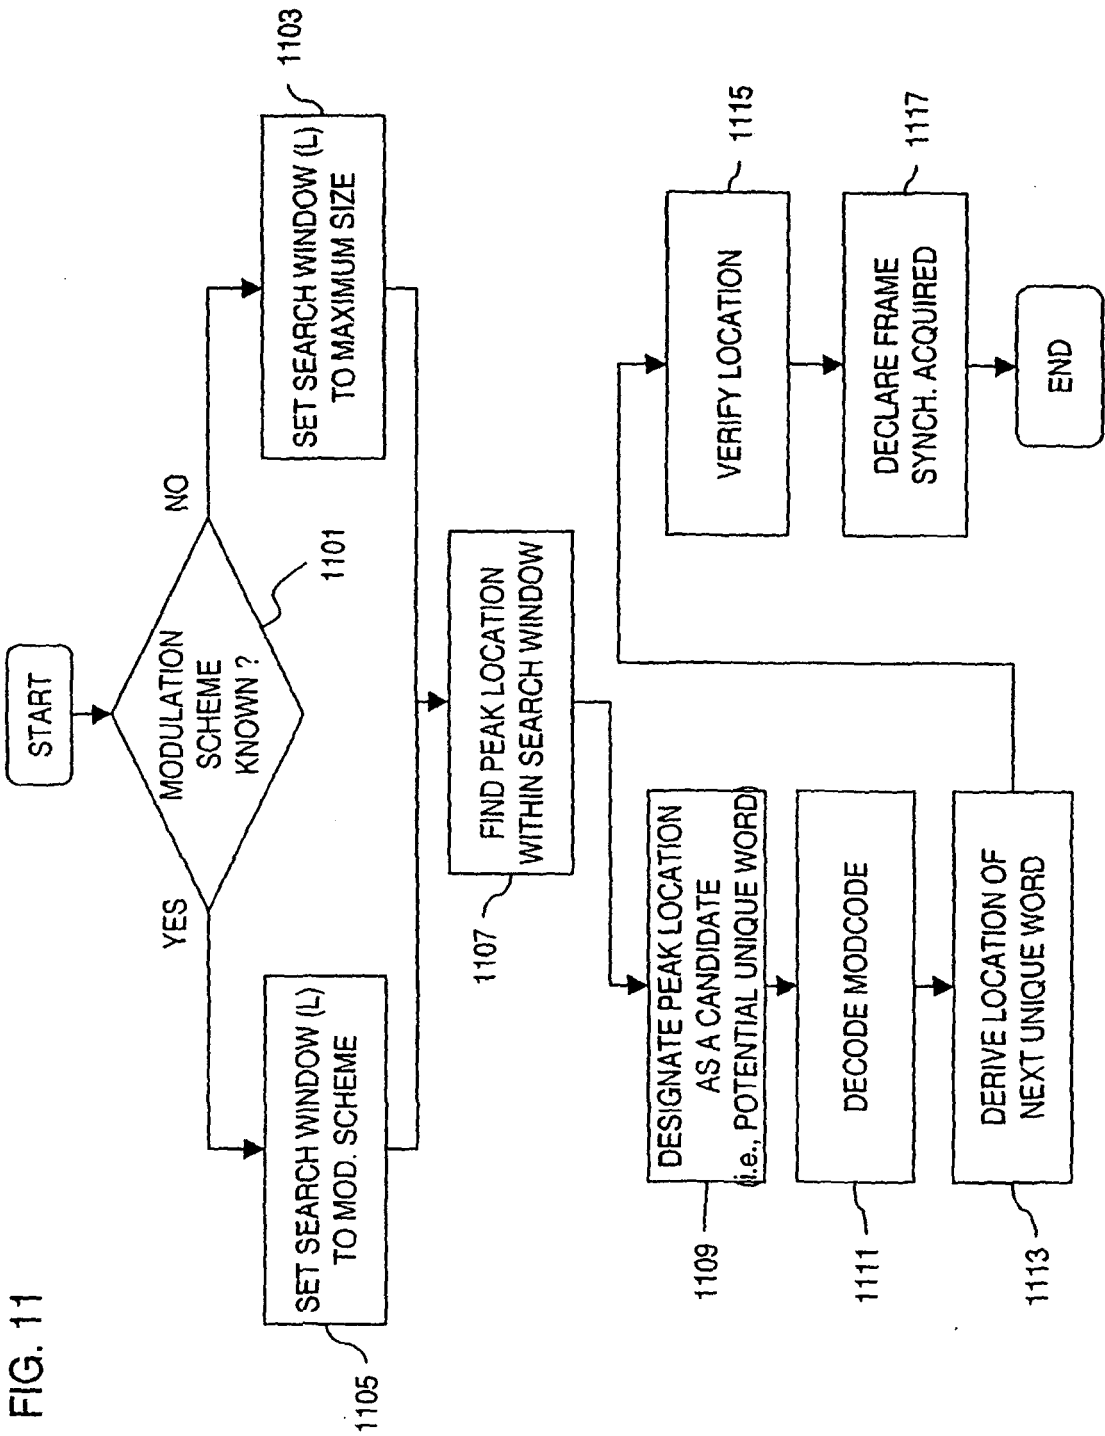 FIG. 11
START
MODULATION
SCHEME
KNOWN ?
1101
YES
NO
SET SEARCH WINDOW (L)
TO MOD. SCHEME
1105
SET SEARCH WINDOW (L)
TO MAXIMUM SIZE
1103
FIND PEAK LOCATION
WITHIN SEARCH WINDOW
1107
DESIGNATE PEAK LOCATION
AS A CANDIDATE
(i.e., POTENTIAL UNIQUE WORD)
1109
DECODE MODCODE
1111
DERIVE LOCATION OF
NEXT UNIQUE WORD
1113
VERIFY LOCATION
1115
DECLARE FRAME
SYNCH. ACQUIRED
1117
END